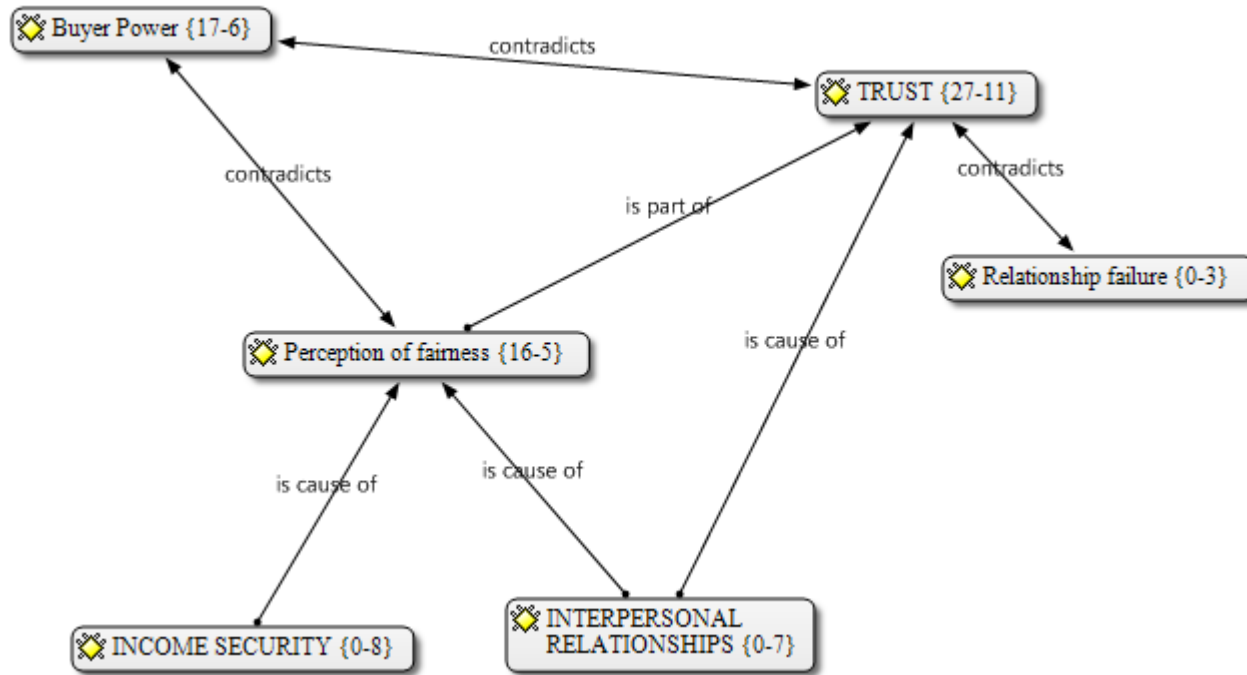 Buyer Power {17-6}
contradicts
TRUST {27-11}
contradicts
contradicts
is part of
Relationship failure {0-3}
is cause of
Perception of fairness {16-5}
is cause of
is cause of
INTERPERSONAL
RELATIONSHIPS {0-7}
INCOME SECURITY {0-8}